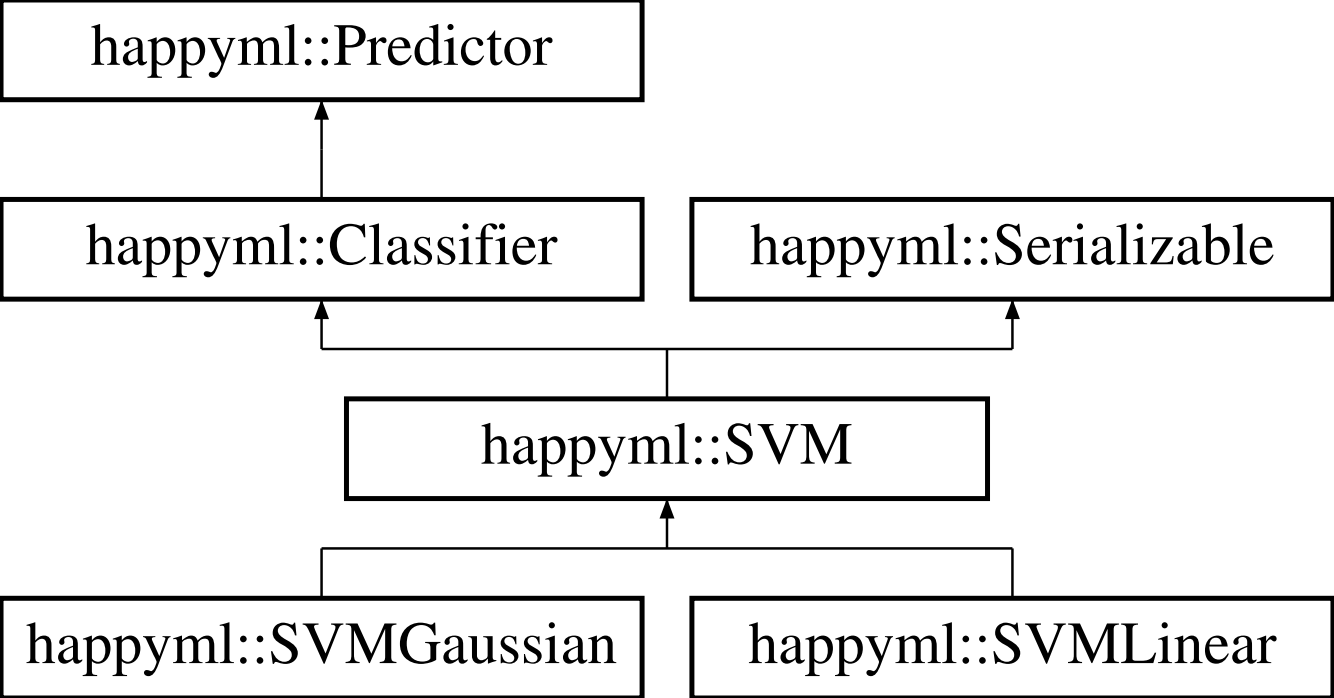 happyml::Predictor
happyml::Classifier
happyml::Serializable
happyml::SVM
happyml::SVMGaussian
happyml::SVMLinear